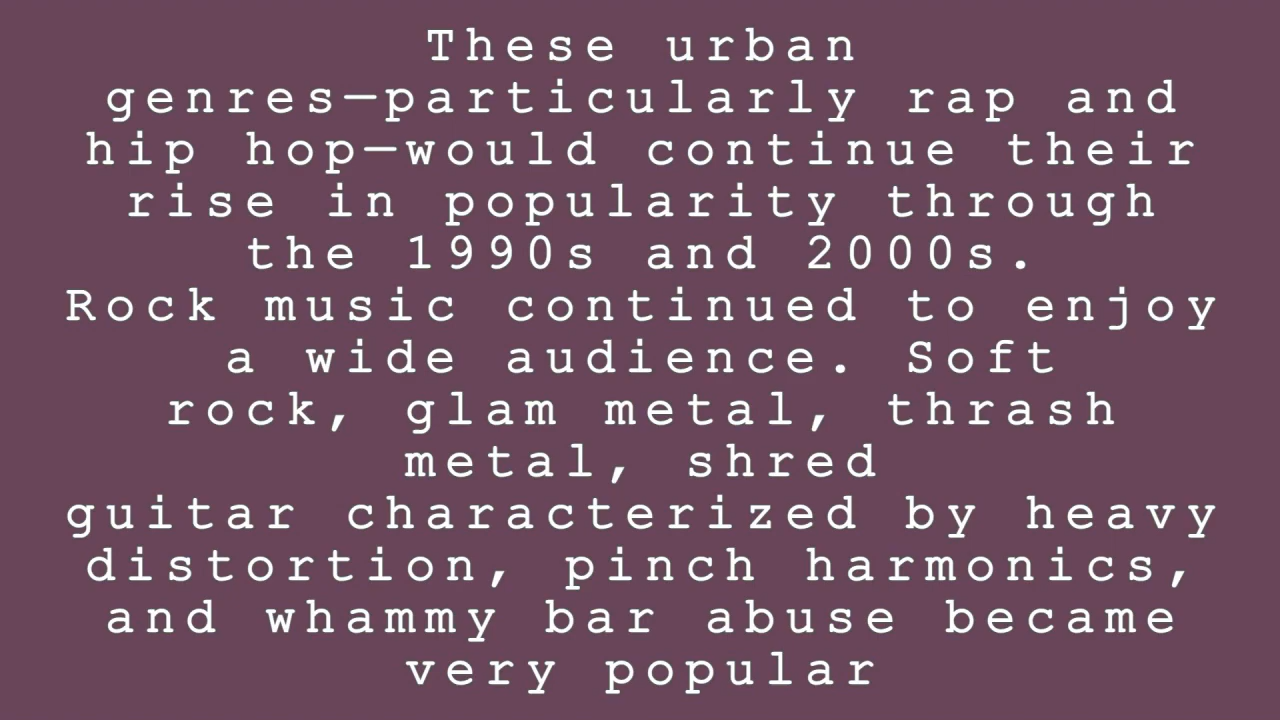 These urban
genres—particularly rap and
hip hop—would continue their
rise in popularity through
the 1990s and 2000s.
Rock music continued to enjoy
a wide audience. Soft
rock, glam metal, thrash
metal, shred
guitar characterized by heavy
distortion, pinch harmonics,
and whammy bar abuse became
very popular